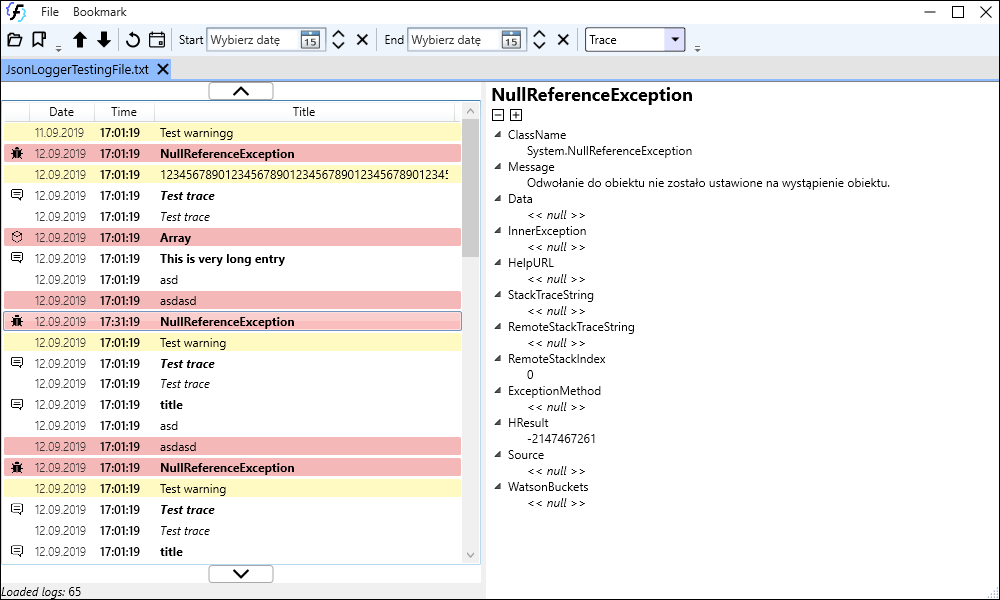 File Bookmark
Start Wybierz datę 15 End Wybierz datę 15 Trace
JsonLoggerTestingFile.txt
Date Time Title
11.09.2019 17:01:19 Test warningg
12.09.2019 17:01:19 NullReferenceException
12.09.2019 17:01:19 123456789012345678901234567890123456789012345
12.09.2019 17:01:19 Test trace
12.09.2019 17:01:19 Test trace
12.09.2019 17:01:19 Array
12.09.2019 17:01:19 This is very long entry
12.09.2019 17:01:19 asd
12.09.2019 17:01:19 asdasd
12.09.2019 17:31:19 NullReferenceException
12.09.2019 17:01:19 Test warning
12.09.2019 17:01:19 Test trace
12.09.2019 17:01:19 Test trace
12.09.2019 17:01:19 title
12.09.2019 17:01:19 asd
12.09.2019 17:01:19 asdasd
12.09.2019 17:01:19 NullReferenceException
12.09.2019 17:01:19 Test warning
12.09.2019 17:01:19 Test trace
12.09.2019 17:01:19 Test trace
12.09.2019 17:01:19 title
Loaded logs: 65
NullReferenceException
ClassName
System.NullReferenceException
Message
Odwołanie do obiektu nie zostało ustawione na wystąpienie obiektu.
Data
<< null >>
InnerException
<< null >>
HelpURL
<< null >>
StackTraceString
<< null >>
RemoteStackTraceString
<< null >>
RemoteStackIndex
0
ExceptionMethod
<< null >>
HResult
-2147467261
Source
<< null >>
WatsonBuckets
<< null >>